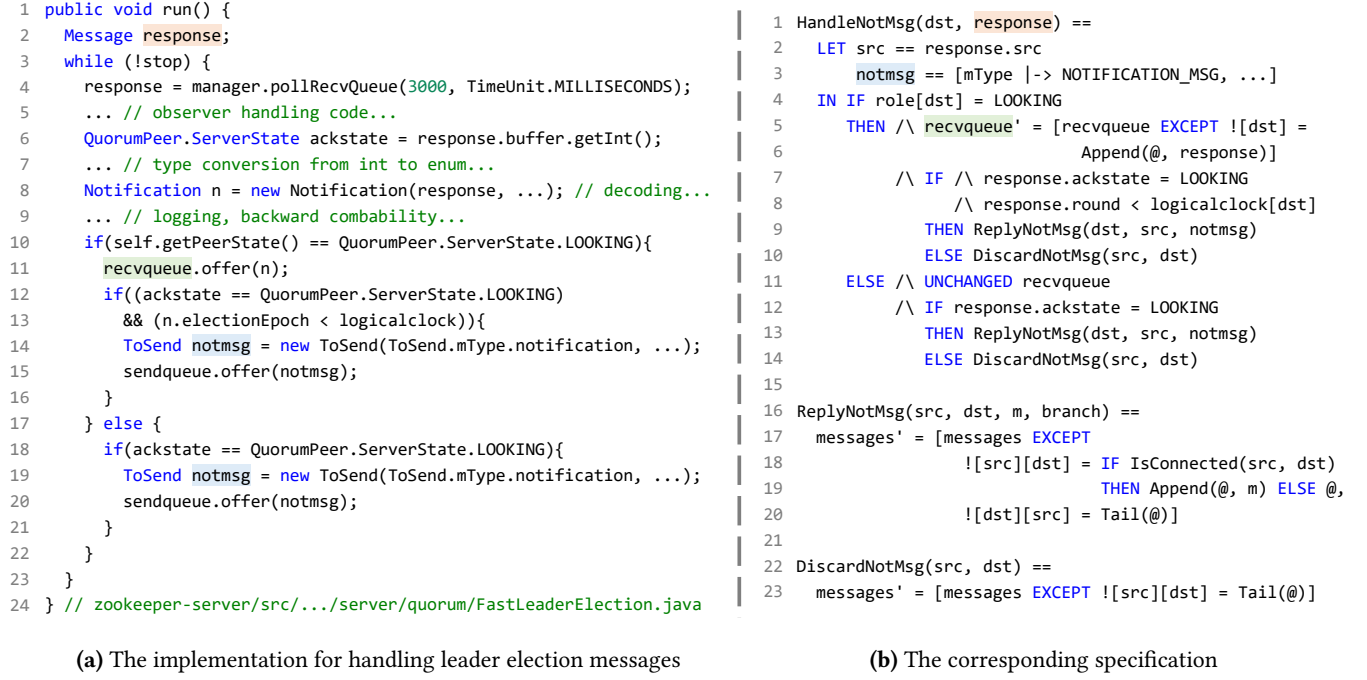 1 public void run() {
2 Message response;
3 while (!stop) {
4 response = manager.pollRecvQueue(3000, TimeUnit.MILLISECONDS);
5 ... // observer handling code...
6 QuorumPeer.ServerState ackstate = response.buffer.getInt();
7 ... // type conversion from int to enum...
8 Notification n = new Notification(response, ...); // decoding...
9 ... // logging, backward combability...
10 if(self.getPeerState() == QuorumPeer.ServerState.LOOKING){
11 recvqueue.offer(n);
12 if((ackstate == QuorumPeer.ServerState.LOOKING)
13 && (n.electionEpoch < logicalclock)){
14 ToSend notmsg = new ToSend(ToSend.mType.notification, ...);
15 sendqueue.offer(notmsg);
16 }
17 } else {
18 if(ackstate == QuorumPeer.ServerState.LOOKING){
19 ToSend notmsg = new ToSend(ToSend.mType.notification, ...);
20 sendqueue.offer(notmsg);
21 }
22 }
23 }
24 } // zookeeper-server/src/.../server/quorum/FastLeaderElection.java
(a) The implementation for handling leader election messages
1 HandleNotMsg(dst, response) ==
2 LET src == response.src
3 notmsg == [mType |-> NOTIFICATION_MSG, ...]
4 IN IF role[dst] = LOOKING
5 THEN /\ recvqueue' = [recvqueue EXCEPT ![dst] =
6 Append(@, response)]
7 /\ IF /\ response.ackstate = LOOKING
8 /\ response.round < logicalclock[dst]
9 THEN ReplyNotMsg(dst, src, notmsg)
10 ELSE DiscardNotMsg(src, dst)
11 ELSE /\ UNCHANGED recvqueue
12 /\ IF response.ackstate = LOOKING
13 THEN ReplyNotMsg(dst, src, notmsg)
14 ELSE DiscardNotMsg(src, dst)
15
16 ReplyNotMsg(src, dst, m, branch) ==
17 messages' = [messages EXCEPT
18 ![src][dst] = IF IsConnected(src, dst)
19 THEN Append(@, m) ELSE @,
20 ![dst][src] = Tail(@)]
21
22 DiscardNotMsg(src, dst) ==
23 messages' = [messages EXCEPT ![src][dst] = Tail(@)]
(b) The corresponding specification